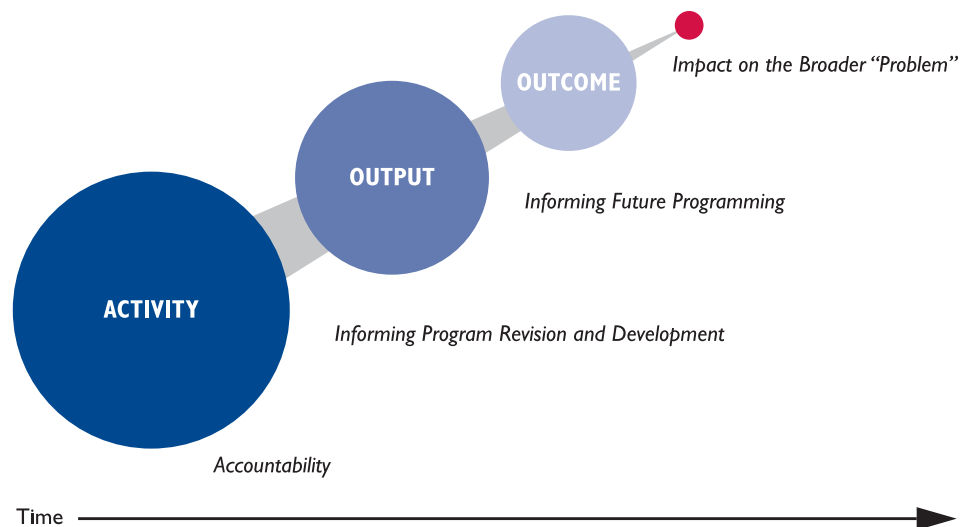 Impact on the Broader “Problem”
OUTCOME
OUTPUT
Informing Future Programming
ACTIVITY
Informing Program Revision and Development
Accountability
Time